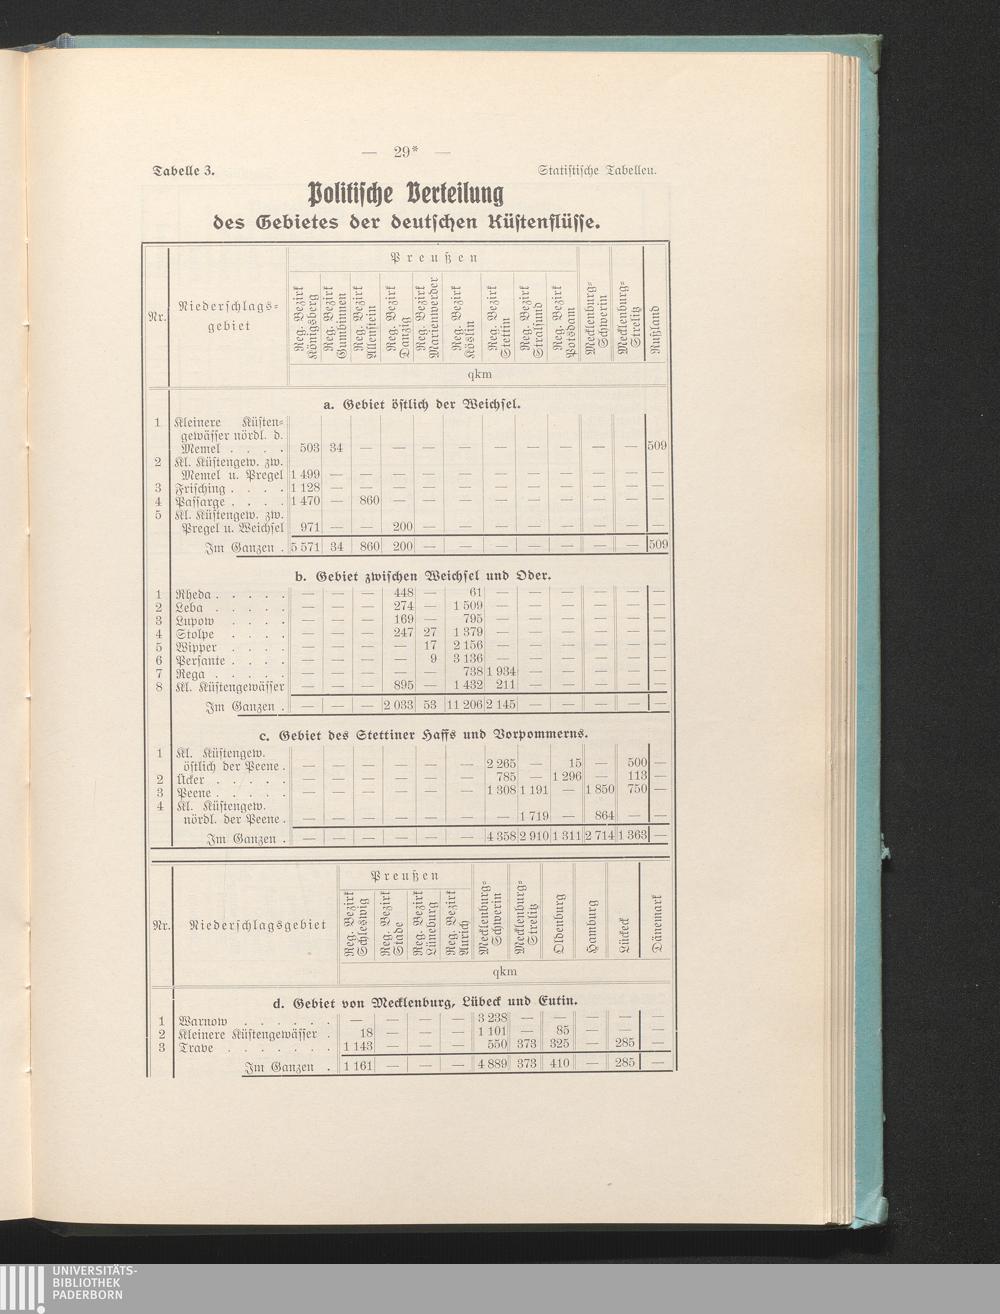 — 29* —
Tabelle 3. Statistische Tabellen.
Politische Verteilung
des Gebietes der deutschen Küstenflüsse.
Nr. Niederschlags=gebiet Preußen Reg. Bezirk Königsberg Reg. Bezirk Gumbinnen Reg. Bezirk Allenstein Reg. Bezirk Danzig Reg. Bezirk Marienwerder Reg. Bezirk Köslin Reg. Bezirk Stettin Reg. Bezirk Stralsund Reg. Bezirk Potsdam Mecklenburg=Schwerin Mecklenburg=Strelitz Rußland
qkm
a. Gebiet östlich der Weichsel.
1 Kleinere Küsten=
gewässer nördl. d.
Memel . . . . 503 34 — — — — — — — — — 509
2 Kl. Küstengew. zw.
Memel u. Pregel 1 499 — — — — — — — — — — —
3 Frisching . . . . 1 128 — — — — — — — — — — —
4 Passarge . . . . 1 470 — 860 — — — — — — — — —
5 Kl. Küstengew. zw.
Pregel u. Weichsel 971 — — 200 — — — — — — — —
Im Ganzen . 5 571 34 860 200 — — — — — — — 509
b. Gebiet zwischen Weichsel und Oder.
1 Rheda . . . . . — — — 448 — 61 — — — — — —
2 Leba . . . . . — — — 274 — 1 509 — — — — — —
3 Lupow . . . . — — — 169 — 795 — — — — — —
4 Stolpe . . . . — — — 247 27 1 379 — — — — — —
5 Wipper . . . . — — — — 17 2 156 — — — — — —
6 Persante . . . . — — — — 9 3 136 — — — — — —
7 Rega . . . . . — — — — — 738 1 934 — — — — —
8 Kl. Küstengewässer — — — 895 — 1 432 211 — — — — —
Im Ganzen . — — — 2 033 53 11 206 2 145 — — — — —
c. Gebiet des Stettiner Haffs und Vorpommerns.
1 Kl. Küstengew.
östlich der Peene . — — — — — — 2 265 — 15 — 500 —
2 Ücker . . . . . — — — — — — 785 — 1 296 — 113 —
3 Peene . . . . . — — — — — — 1 308 1 191 — 1 850 750 —
4 Kl. Küstengew.
nördl. der Peene . — — — — — — — 1 719 — 864 — —
Im Ganzen . — — — — — — 4 358 2 910 1 311 2 714 1 363 —
Nr. Niederschlagsgebiet Preußen Reg. Bezirk Schleswig Reg. Bezirk Stade Reg. Bezirk Lüneburg Reg. Bezirk Aurich Mecklenburg=Schwerin Mecklenburg=Strelitz Oldenburg Hamburg Lübeck Dänemark
qkm
d. Gebiet von Mecklenburg, Lübeck und Eutin.
1 Warnow . . . . . . — — — — 3 238 — — — — —
2 Kleinere Küstengewässer . 18 — — — 1 101 — 85 — — —
3 Trave . . . . . . . 1 143 — — — 550 373 325 — 285 —
Im Ganzen . 1 161 — — — 4 889 373 410 — 285 —
UNIVERSITÄTS-
BIBLIOTHEK
PADERBORN